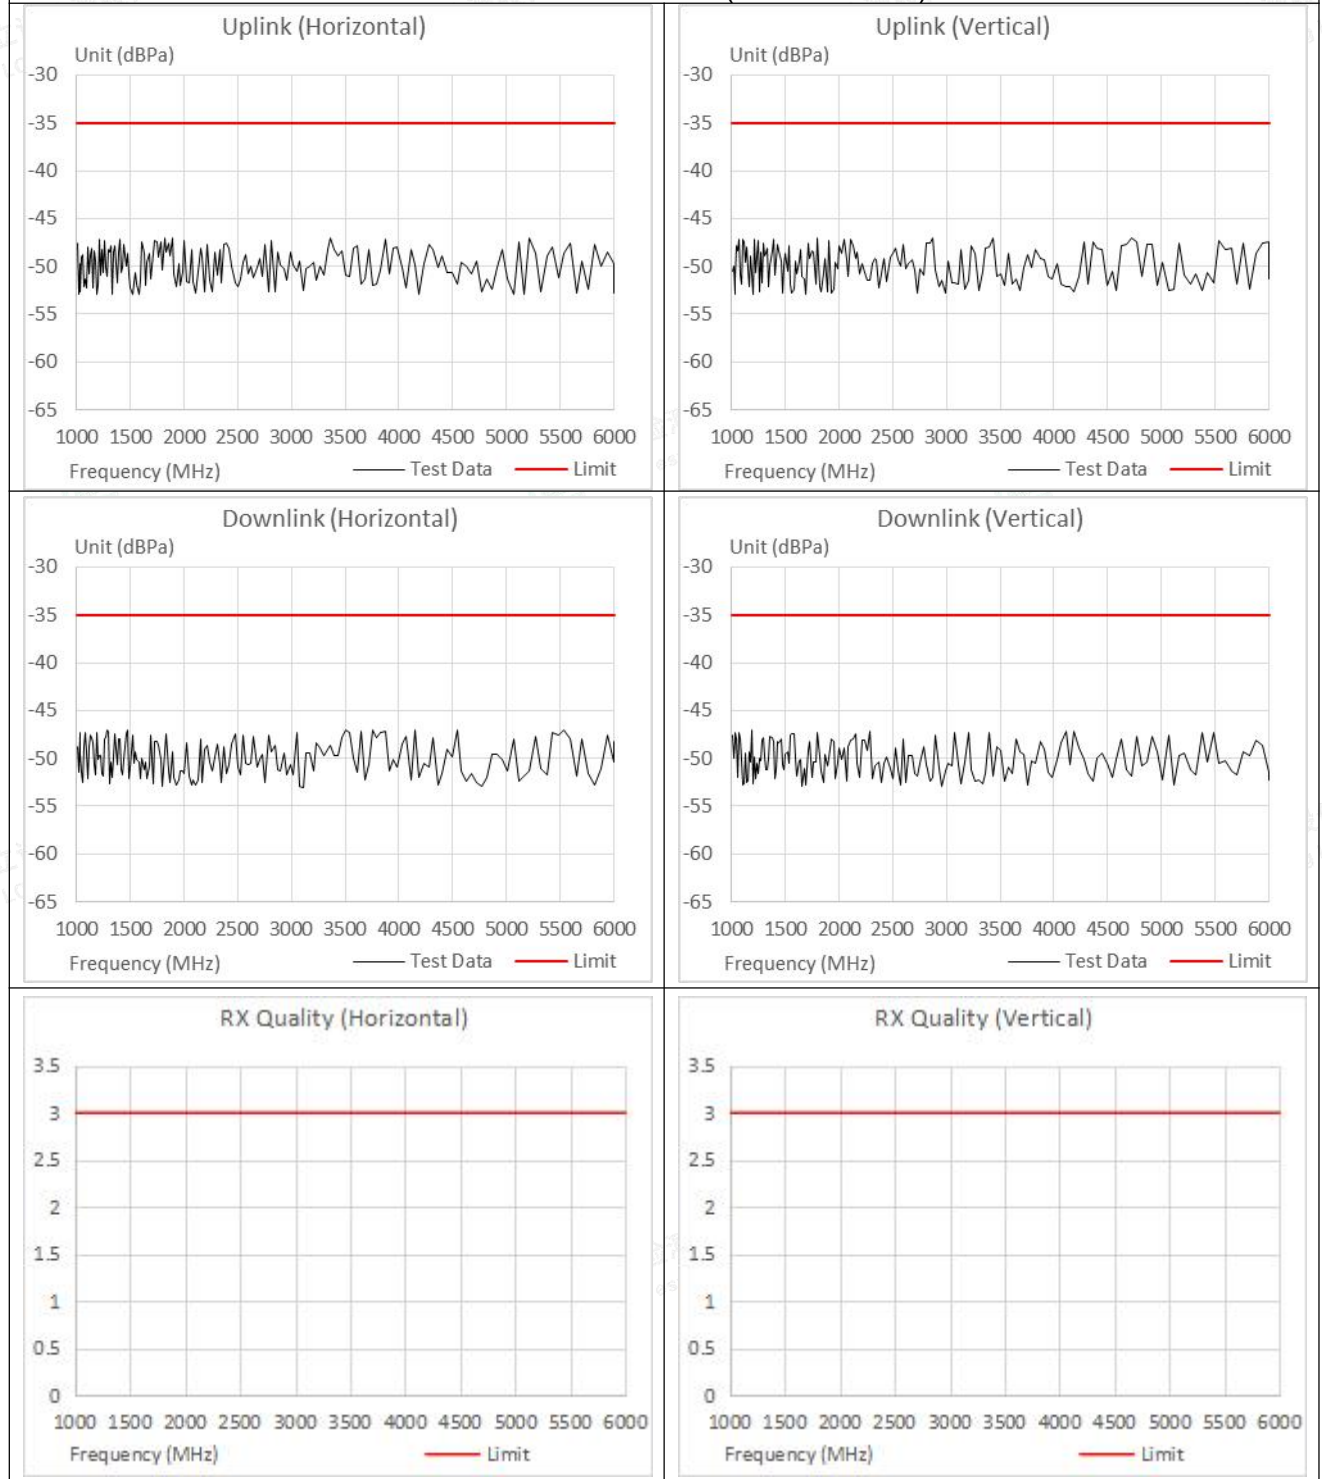 Uplink (Horizontal)
Unit (dBPa)
-30
-35
-40
-45
-50
-55
-60
-65
1000 1500 2000 2500 3000 3500 4000 4500 5000 5500 6000
Frequency (MHz) Test Data Limit
Uplink (Vertical)
Unit (dBPa)
-30
-35
-40
-45
-50
-55
-60
-65
1000 1500 2000 2500 3000 3500 4000 4500 5000 5500 6000
Frequency (MHz) Test Data Limit
Downlink (Horizontal)
Unit (dBPa)
-30
-35
-40
-45
-50
-55
-60
-65
1000 1500 2000 2500 3000 3500 4000 4500 5000 5500 6000
Frequency (MHz) Test Data Limit
Downlink (Vertical)
Unit (dBPa)
-30
-35
-40
-45
-50
-55
-60
-65
1000 1500 2000 2500 3000 3500 4000 4500 5000 5500 6000
Frequency (MHz) Test Data Limit
RX Quality (Horizontal)
3.5
3
2.5
2
1.5
1
0.5
0
1000 1500 2000 2500 3000 3500 4000 4500 5000 5500 6000
Frequency (MHz) Limit
RX Quality (Vertical)
3.5
3
2.5
2
1.5
1
0.5
0
1000 1500 2000 2500 3000 3500 4000 4500 5000 5500 6000
Frequency (MHz) Limit